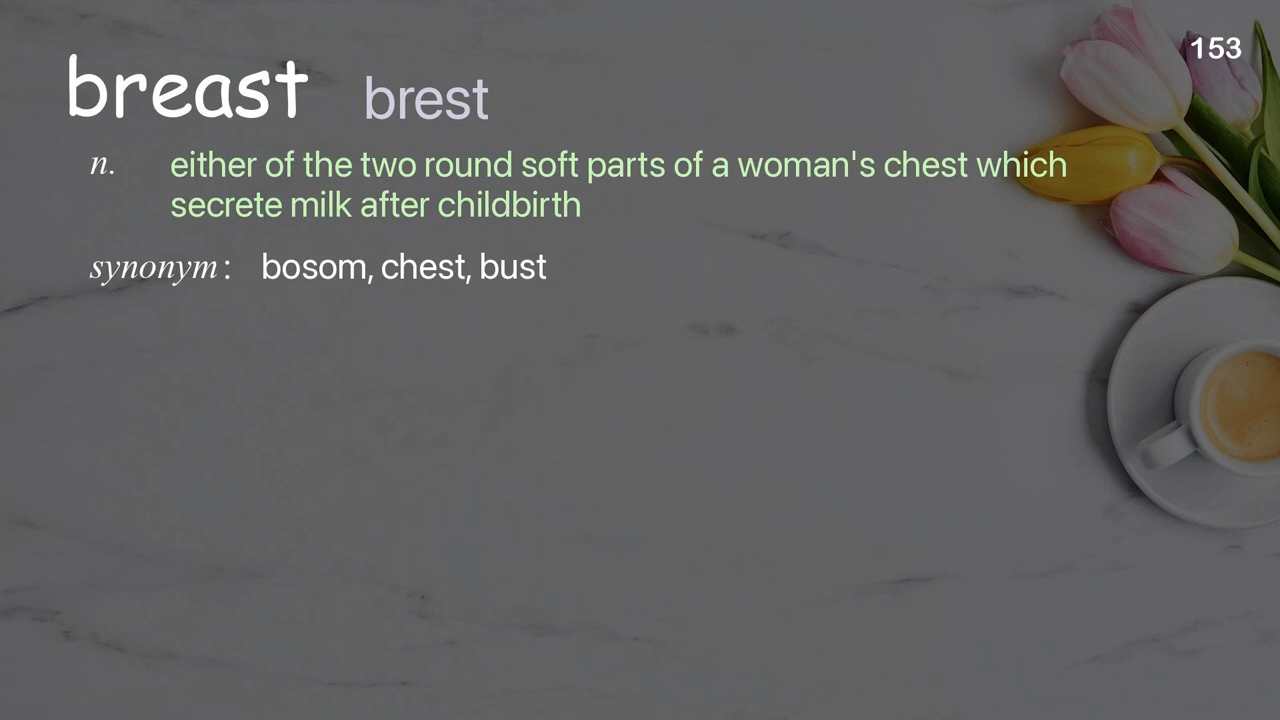 153
breast brest
n. either of the two round soft parts of a woman's chest which
secrete milk after childbirth
synonym: bosom, chest, bust